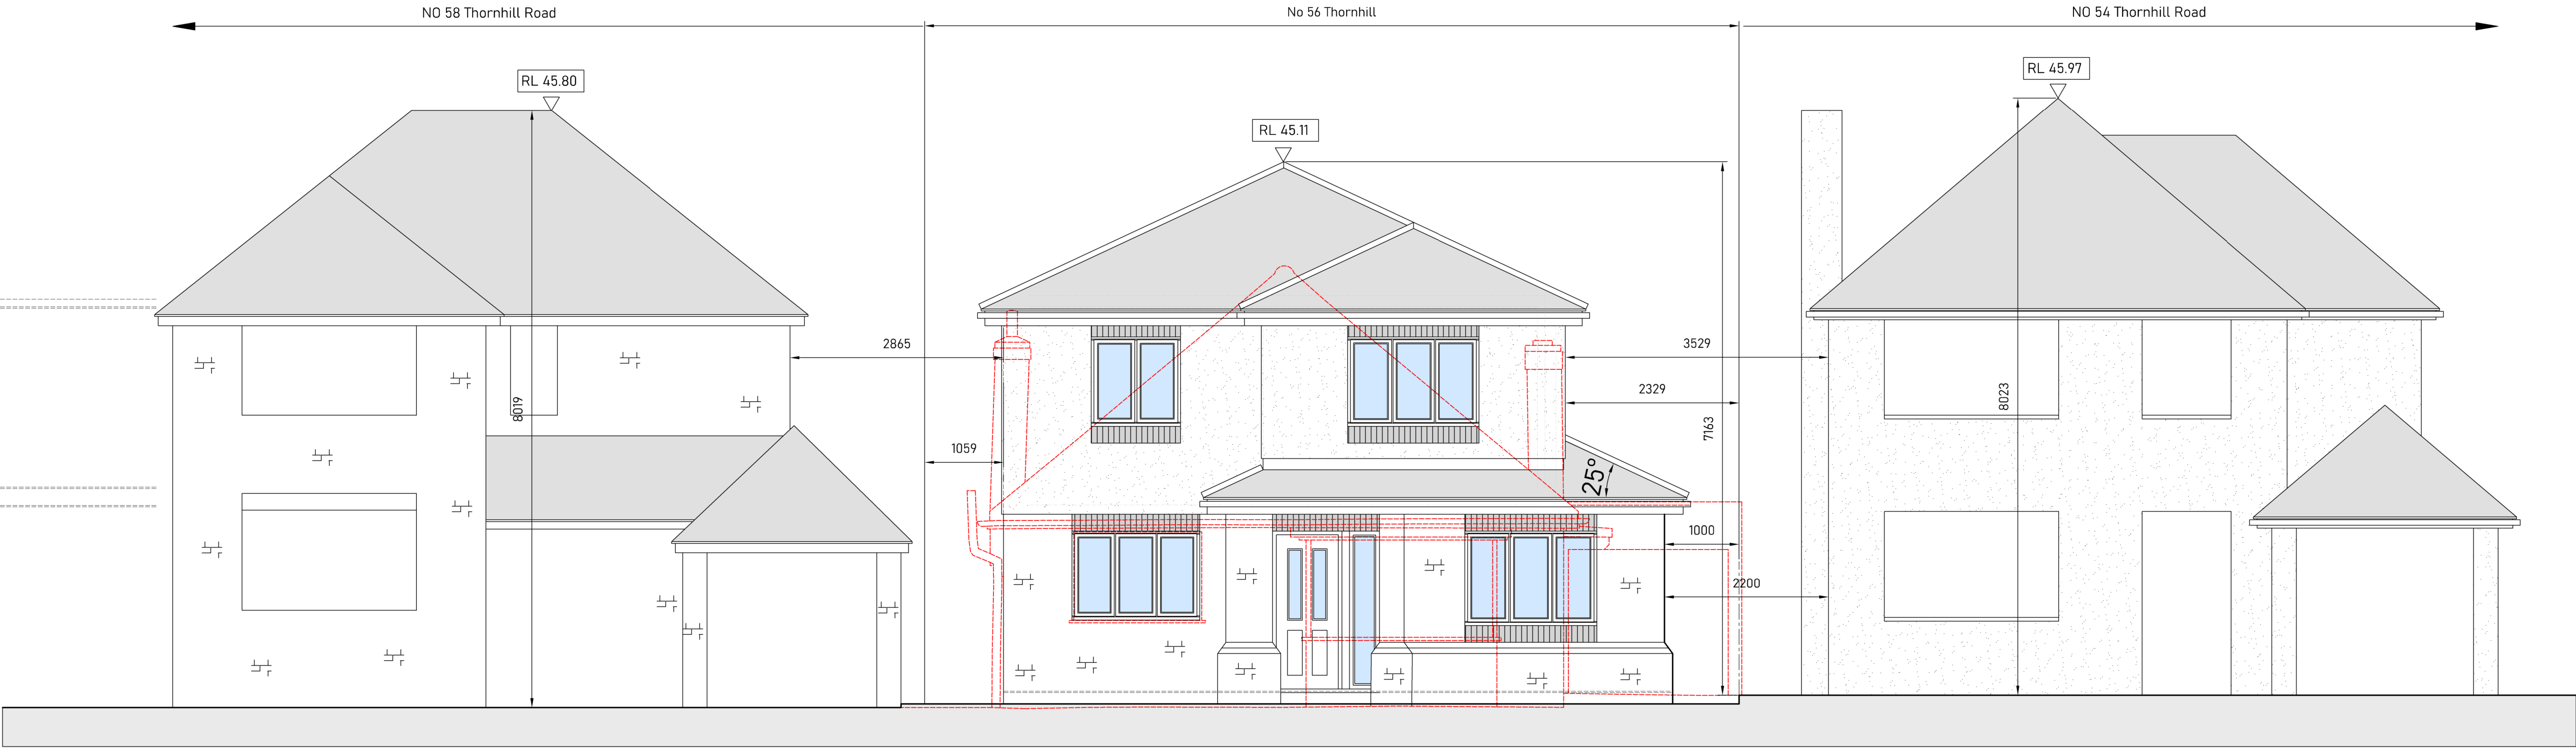 NO 58 Thornhill Road
No 56 Thornhill
NO 54 Thornhill Road
RL 45.80
RL 45.11
RL 45.97
2865
3529
2329
8019
8023
7163
1059
25°
1000
2200